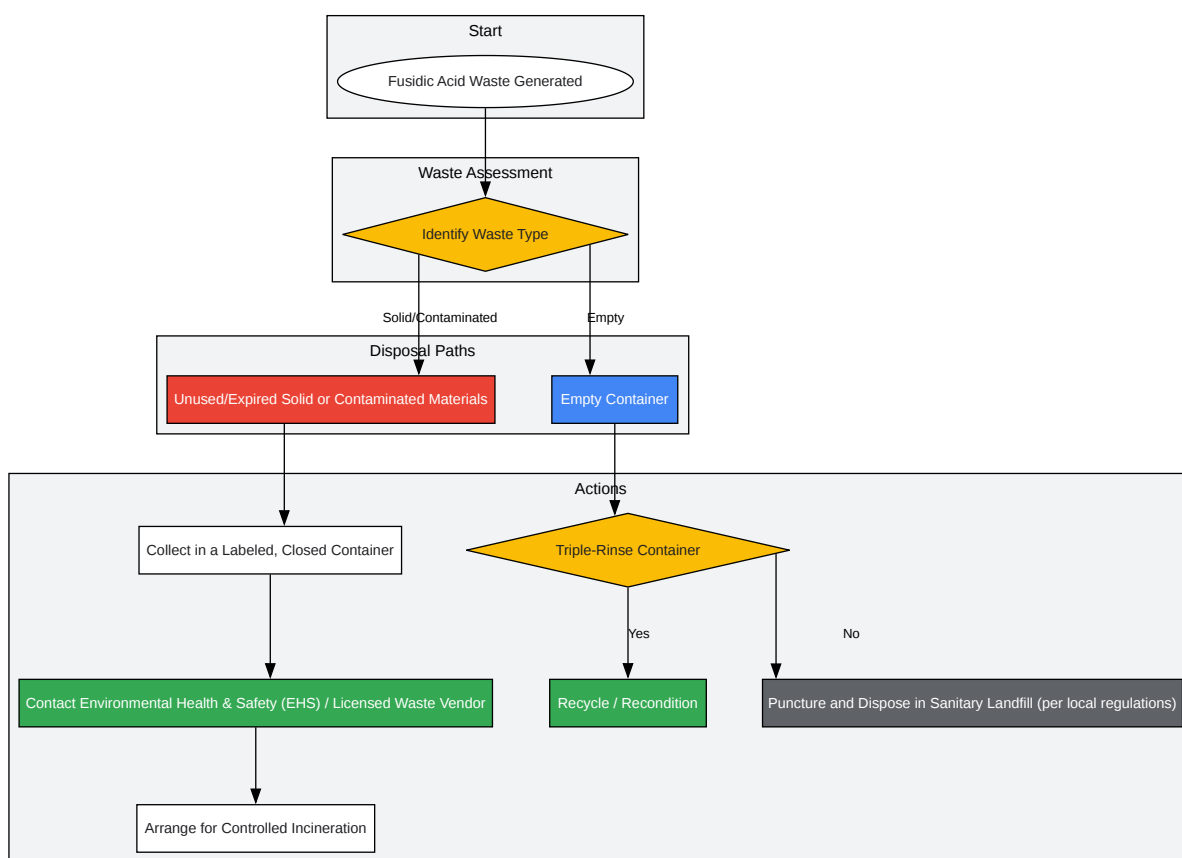 Start
Fusidic Acid Waste Generated
Waste Assessment
Identify Waste Type
Solid/Contaminated
Empty
Disposal Paths
Unused/Expired Solid or Contaminated Materials
Empty Container
Actions
Collect in a Labeled, Closed Container
Triple-Rinse Container
Yes
No
Contact Environmental Health & Safety (EHS) / Licensed Waste Vendor
Recycle / Recondition
Puncture and Dispose in Sanitary Landfill (per local regulations)
Arrange for Controlled Incineration